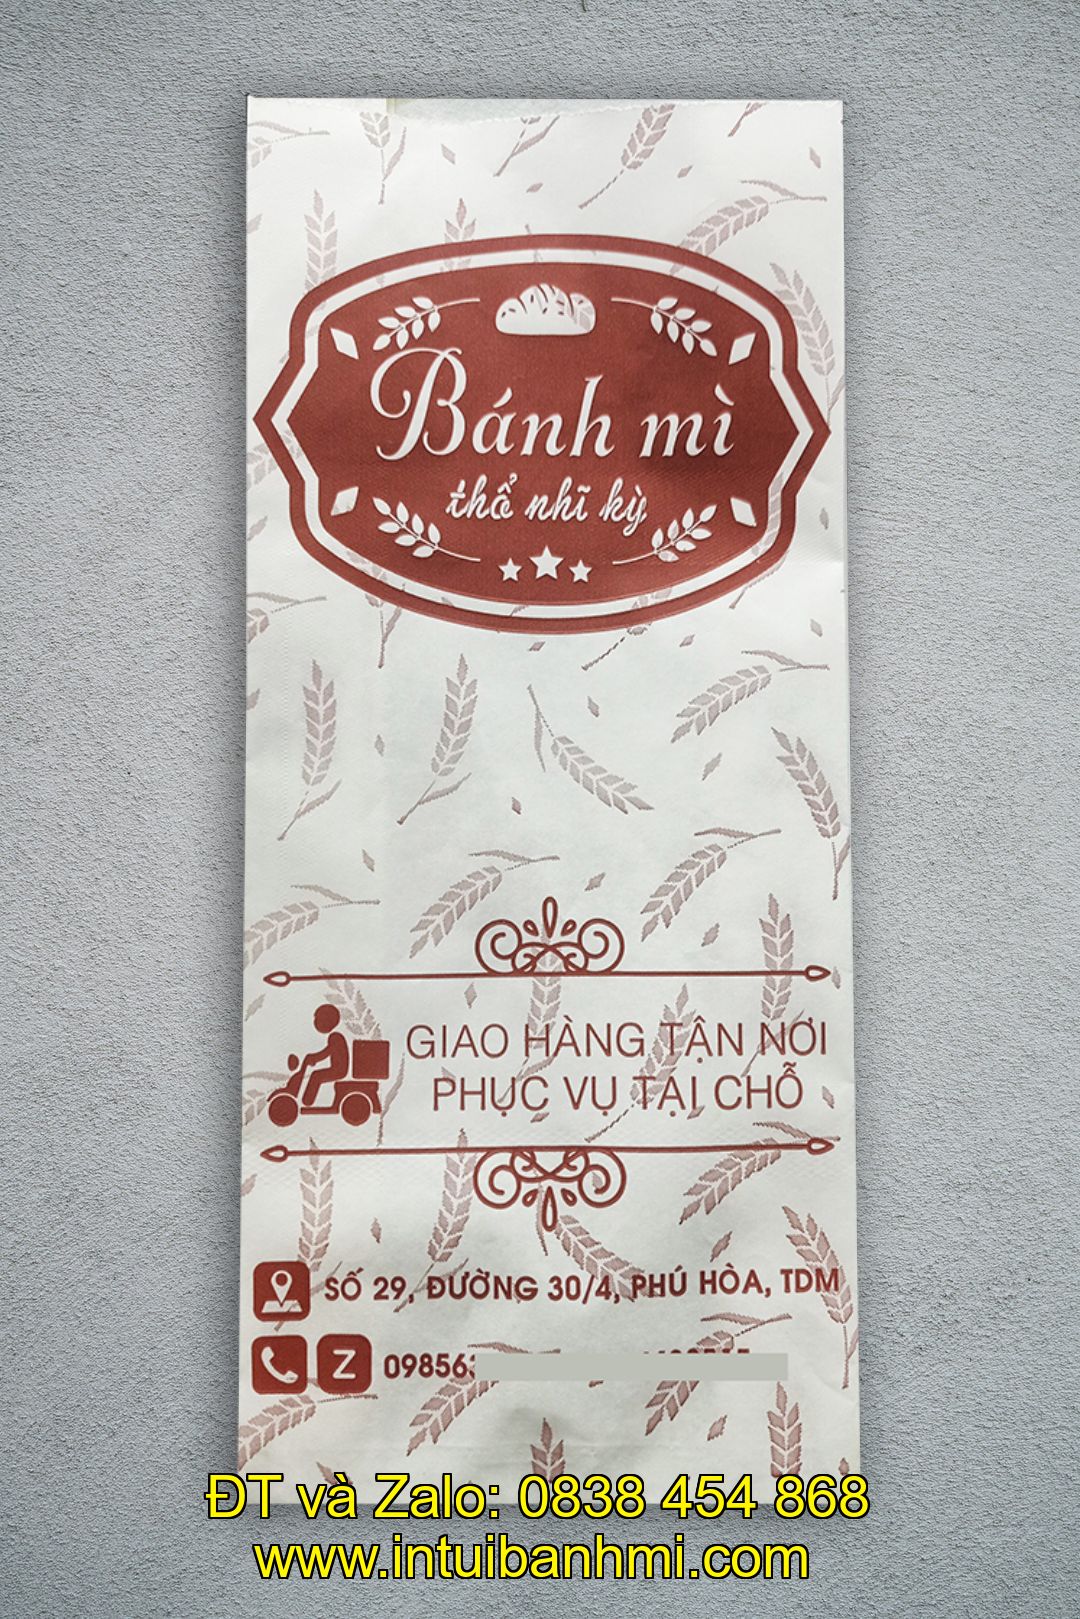 Bánh mì
thổ nhĩ kỳ
GIAO HÀNG TẬN NƠI
PHỤC VỤ TẠI CHỖ
SỐ 29, ĐƯỜNG 30/4, PHÚ HÒA, TDM
Z 09856
ĐT và Zalo: 0838 454 868
www.intuibanhmi.com